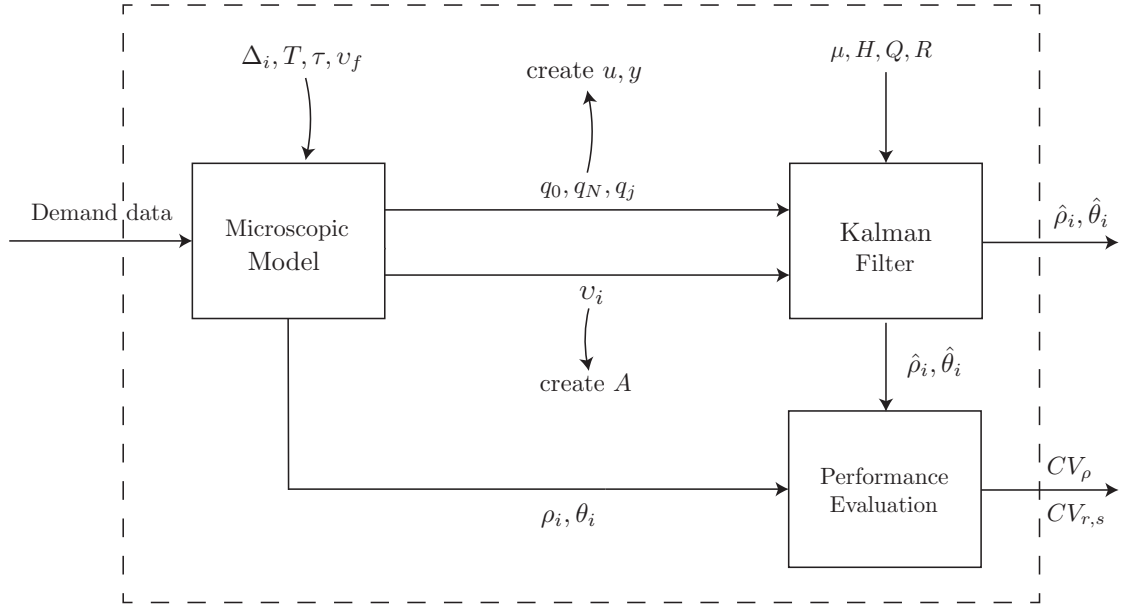 Δ_i, T, τ, υ_f
μ, H, Q, R
create u, y
Demand data
q_0, q_N, q_j
Microscopic
Model
Kalman
Filter
ρ̂_i, θ̂_i
υ_i
create A
ρ̂_i, θ̂_i
Performance
Evaluation
CV_ρ
CV_{r,s}
ρ_i, θ_i